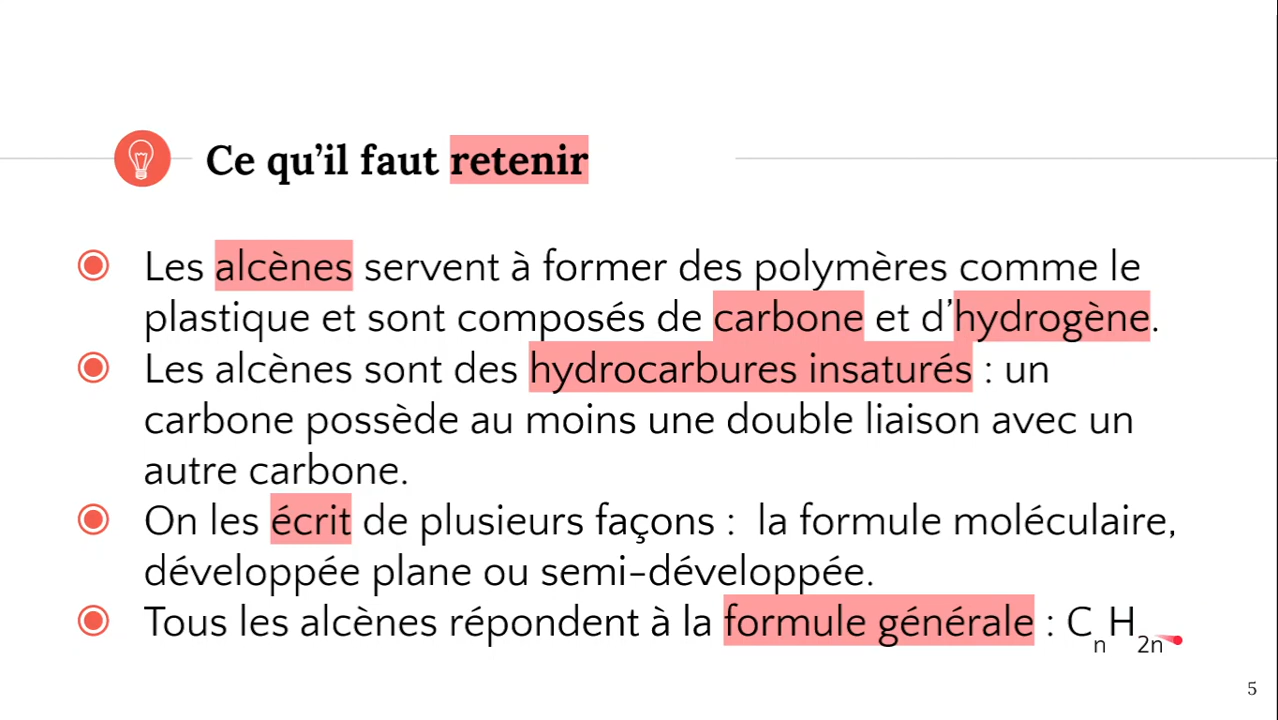 Ce qu’il faut retenir
Les alcènes servent à former des polymères comme le
plastique et sont composés de carbone et d’hydrogène.
Les alcènes sont des hydrocarbures insaturés : un
carbone possède au moins une double liaison avec un
autre carbone.
On les écrit de plusieurs façons :  la formule moléculaire,
développée plane ou semi-développée.
Tous les alcènes répondent à la formule générale : CₙH₂ₙ
5